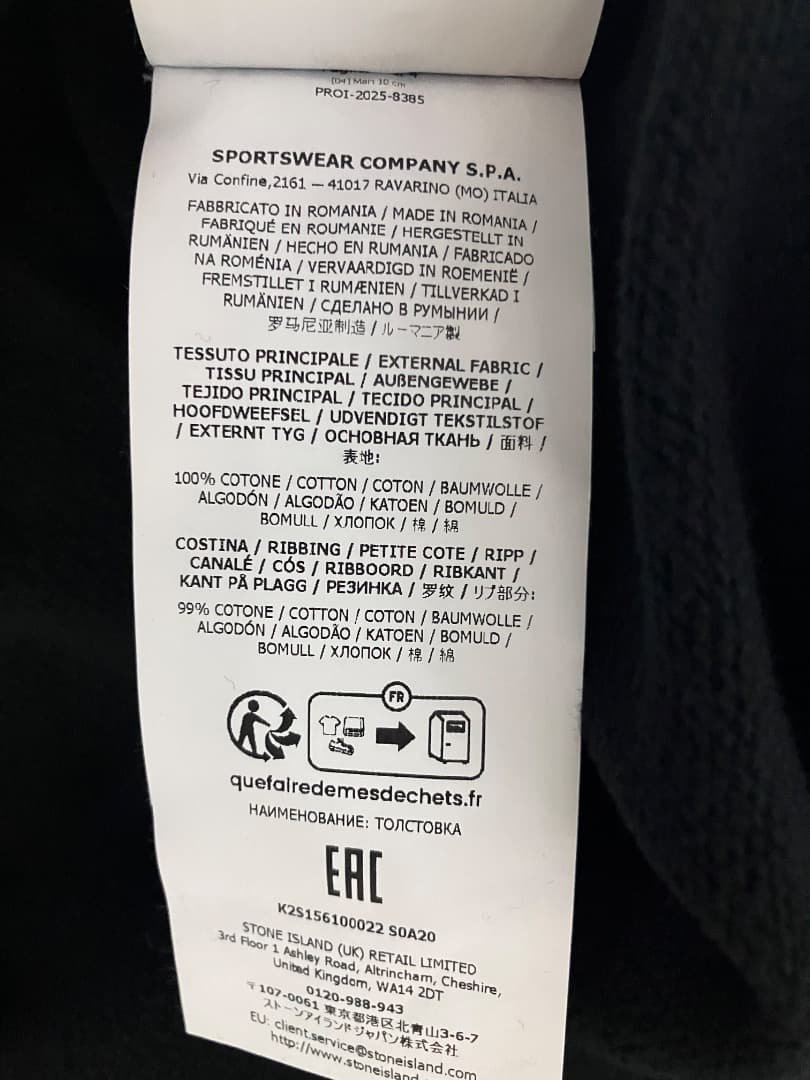 (D4) Mari 10 cm
PROI-2025-8385
SPORTSWEAR COMPANY S.P.A.
Via Confine,2161 — 41017 RAVARINO (MO) ITALIA
FABBRICATO IN ROMANIA / MADE IN ROMANIA /
FABRIQUÉ EN ROUMANIE / HERGESTELLT IN
RUMÄNIEN / HECHO EN RUMANIA / FABRICADO
NA ROMÉNIA / VERVAARDIGD IN ROEMENIË /
FREMSTILLET I RUMÆNIEN / TILLVERKAD I
RUMÄNIEN / СДЕЛАНО В РУМЫНИИ /
罗马尼亚制造 / ルーマニア製
TESSUTO PRINCIPALE / EXTERNAL FABRIC /
TISSU PRINCIPAL / AUßENGEWEBE /
TEJIDO PRINCIPAL / TECIDO PRINCIPAL /
HOOFDWEEFSEL / UDVENDIGT TEKSTILSTOF
/ EXTERNT TYG / ОСНОВНАЯ ТКАНЬ / 面料 /
表地:
100% COTONE / COTTON / COTON / BAUMWOLLE /
ALGODÓN / ALGODÃO / KATOEN / BOMULD /
BOMULL / ХЛОПОК / 棉 / 綿
COSTINA / RIBBING / PETITE COTE / RIPP /
CANALÉ / CÓS / RIBBOORD / RIBKANT /
KANT PÅ PLAGG / РЕЗИНКА / 罗纹 / リブ部分:
99% COTONE / COTTON / COTON / BAUMWOLLE /
ALGODÓN / ALGODÃO / KATOEN / BOMULD /
BOMULL / ХЛОПОК / 棉 / 綿
FR
quefairedemesdechets.fr
НАИМЕНОВАНИЕ: ТОЛСТОВКА
EAC
K2S156100022 S0A20
STONE ISLAND (UK) RETAIL LIMITED
3rd Floor 1 Ashley Road, Altrincham, Cheshire,
United Kingdom, WA14 2DT
0120-988-943
〒107-0061 東京都港区北青山3-6-7
ストーンアイランドジャパン株式会社
EU: client.service@stoneisland.com
http://www.stoneisland.com